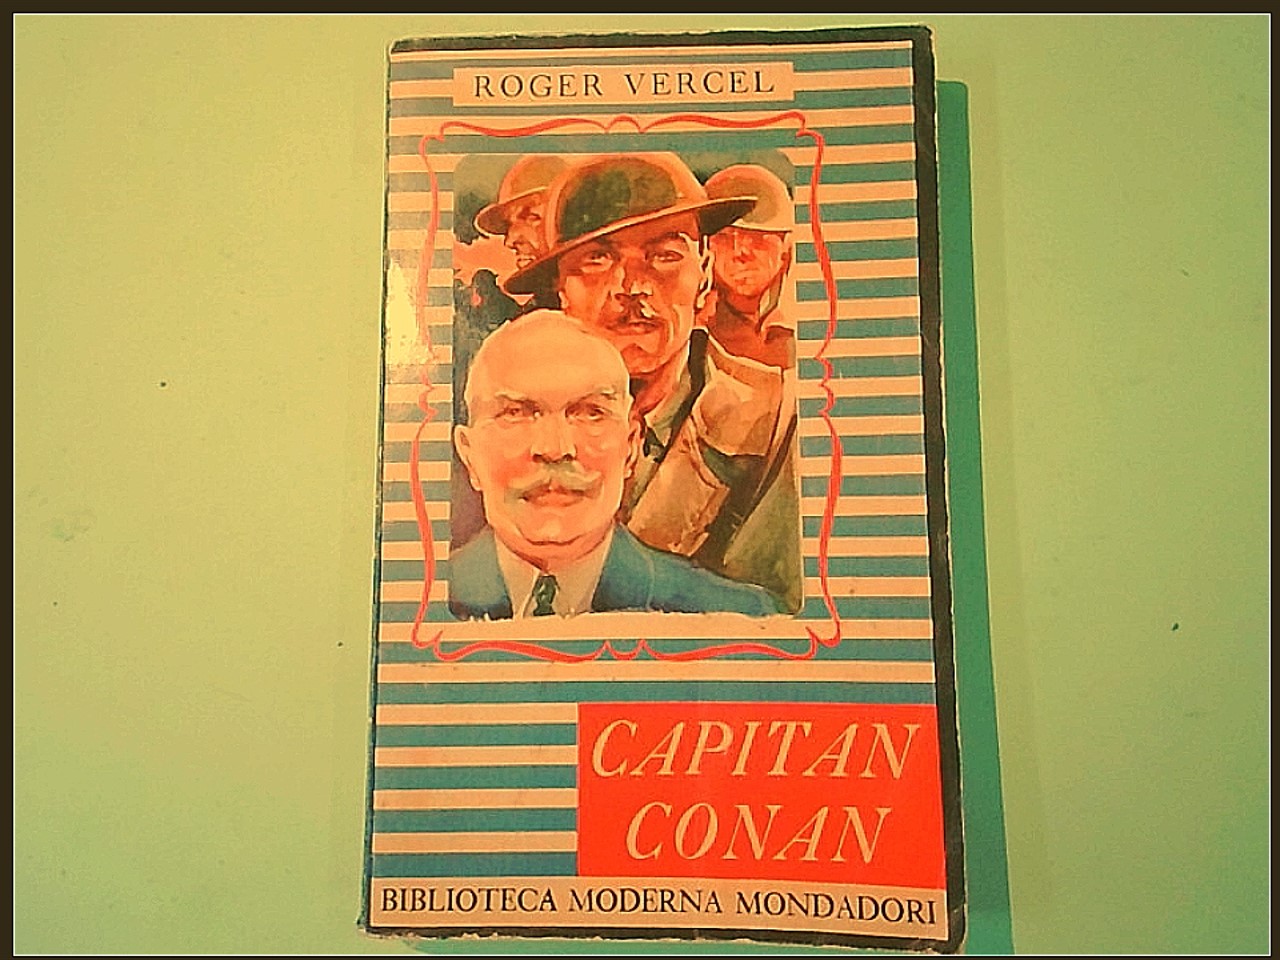 ROGER VERCEL
CAPITAN
CONAN
BIBLIOTECA MODERNA MONDADORI